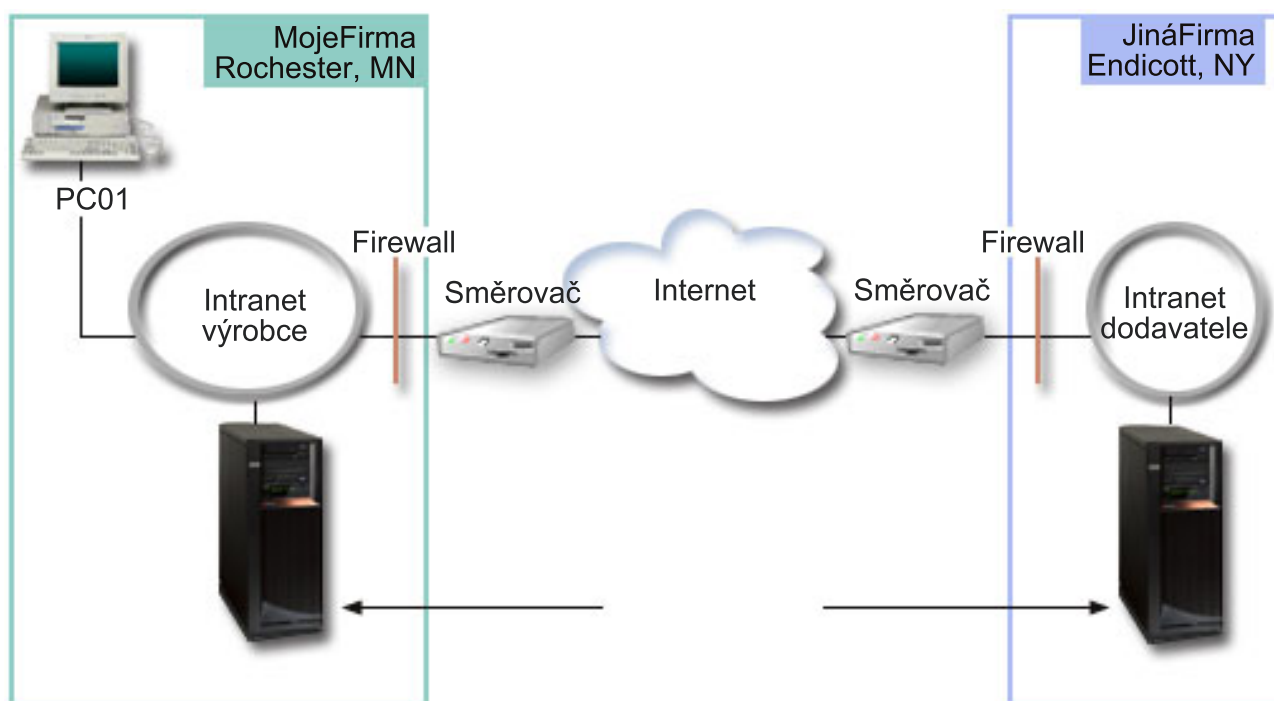 MojeFirma
Rochester, MN
JináFirma
Endicott, NY
PC01
Firewall
Firewall
Intranet
výrobce
Směrovač
Internet
Směrovač
Intranet
dodavatele